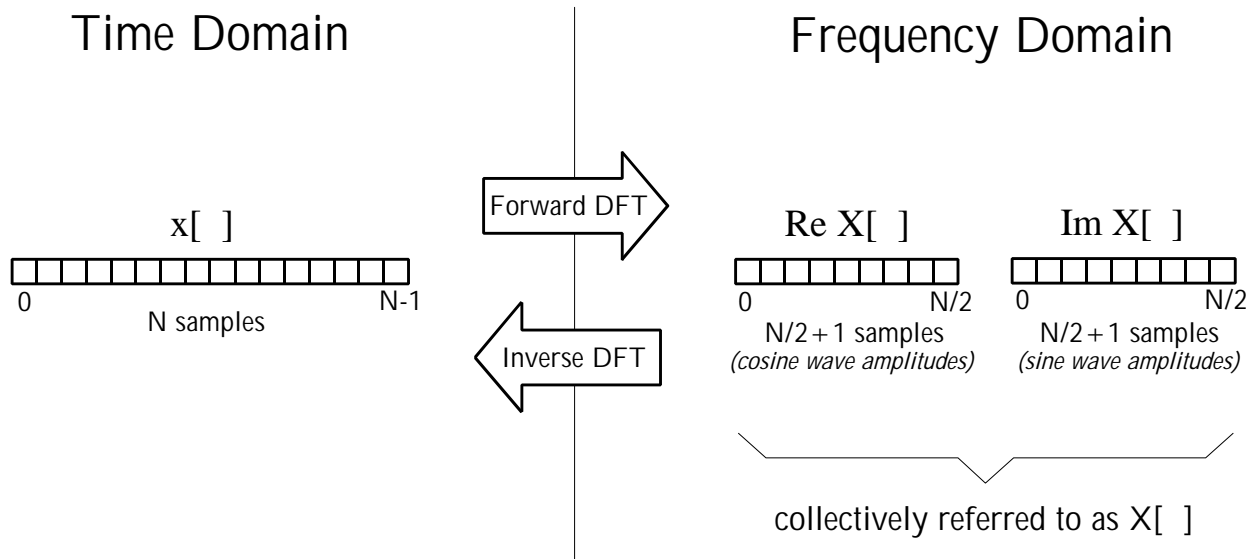 Time Domain
Frequency Domain
Forward DFT
x[ ]
Re X[ ]
Im X[ ]
0
N-1
N samples
0
N/2
0
N/2
N/2+1 samples
(cosine wave amplitudes)
N/2+1 samples
(sine wave amplitudes)
Inverse DFT
collectively referred to as X[ ]